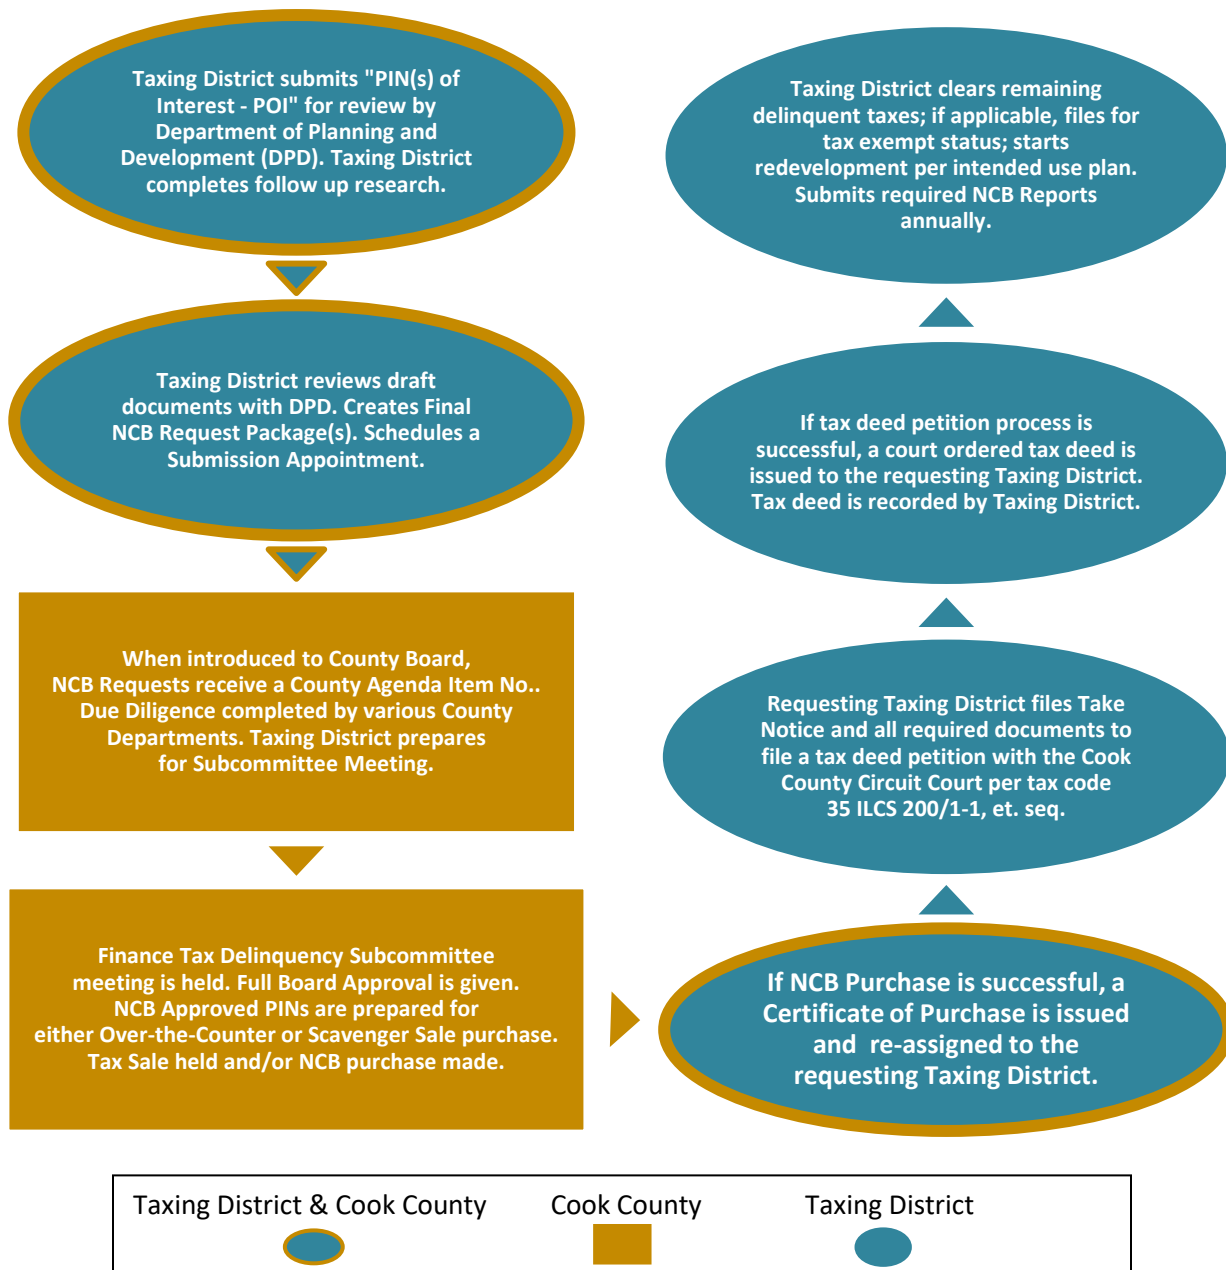 Taxing District submits "PIN(s) of
Interest - POI" for review by
Department of Planning and
Development (DPD). Taxing District
completes follow up research.
Taxing District reviews draft
documents with DPD. Creates Final
NCB Request Package(s). Schedules a
Submission Appointment.
When introduced to County Board,
NCB Requests receive a County Agenda Item No..
Due Diligence completed by various County
Departments. Taxing District prepares
for Subcommittee Meeting.
Finance Tax Delinquency Subcommittee
meeting is held. Full Board Approval is given.
NCB Approved PINs are prepared for
either Over-the-Counter or Scavenger Sale purchase.
Tax Sale held and/or NCB purchase made.
If NCB Purchase is successful, a
Certificate of Purchase is issued
and re-assigned to the
requesting Taxing District.
Requesting Taxing District files Take
Notice and all required documents to
file a tax deed petition with the Cook
County Circuit Court per tax code
35 ILCS 200/1-1, et. seq.
If tax deed petition process is
successful, a court ordered tax deed is
issued to the requesting Taxing District.
Tax deed is recorded by Taxing District.
Taxing District clears remaining
delinquent taxes; if applicable, files for
tax exempt status; starts
redevelopment per intended use plan.
Submits required NCB Reports
annually.
Taxing District & Cook County
Cook County
Taxing District